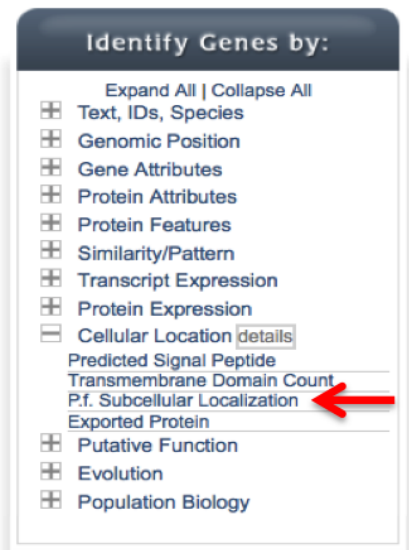 Identify Genes by:
Expand All | Collapse All
Text, IDs, Species
Genomic Position
Gene Attributes
Protein Attributes
Protein Features
Similarity/Pattern
Transcript Expression
Protein Expression
Cellular Location details
Predicted Signal Peptide
Transmembrane Domain Count
P.f. Subcellular Localization
Exported Protein
Putative Function
Evolution
Population Biology